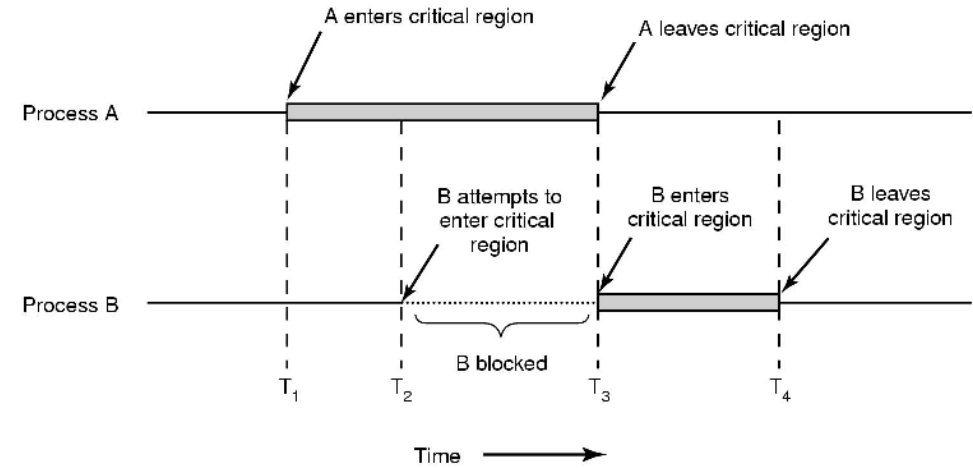 A enters critical region
A leaves critical region
Process A
B attempts to
enter critical
region
B enters
critical region
B leaves
critical region
Process B
B blocked
T1
T2
T3
T4
Time